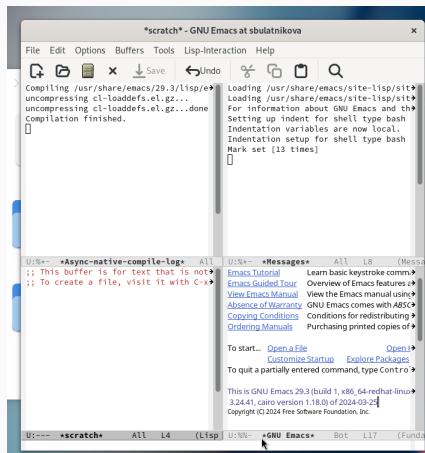 *scratch* - GNU Emacs at sbulatnikova
File Edit Options Buffers Tools Lisp-Interaction Help
Save Undo
Compiling /usr/share/emacs/29.3/lisp/e
uncompressing cl-loaddefs.el.gz...
uncompressing cl-loaddefs.el.gz...done
Compilation finished.
U:%*- *Async-native-compile-log* All
Loading /usr/share/emacs/site-lisp/sit
Loading /usr/share/emacs/site-lisp/sit
For information about GNU Emacs and th
Setting up indent for shell type bash
Indentation variables are now local.
Indentation setup for shell type bash
Mark set [13 times]
U:%*- *Messages* All L8 (Messa
;; This buffer is for text that is not
;; To create a file, visit it with C-x
U:--- *scratch* All L4 (Lisp
Emacs Tutorial Learn basic keystroke comm
Emacs Guided Tour Overview of Emacs features a
View Emacs Manual View the Emacs manual using
Absence of Warranty GNU Emacs comes with ABSO
Copying Conditions Conditions for redistributing
Ordering Manuals Purchasing printed copies of
To start... Open a File Open
Customize Startup Explore Packages
To quit a partially entered command, type Contro
This is GNU Emacs 29.3 (build 1, x86_64-redhat-linux
3.24.41, cairo version 1.18.0) of 2024-03-25
Copyright (C) 2024 Free Software Foundation, Inc.
U:%%- *GNU Emacs* Bot L17 (Funda